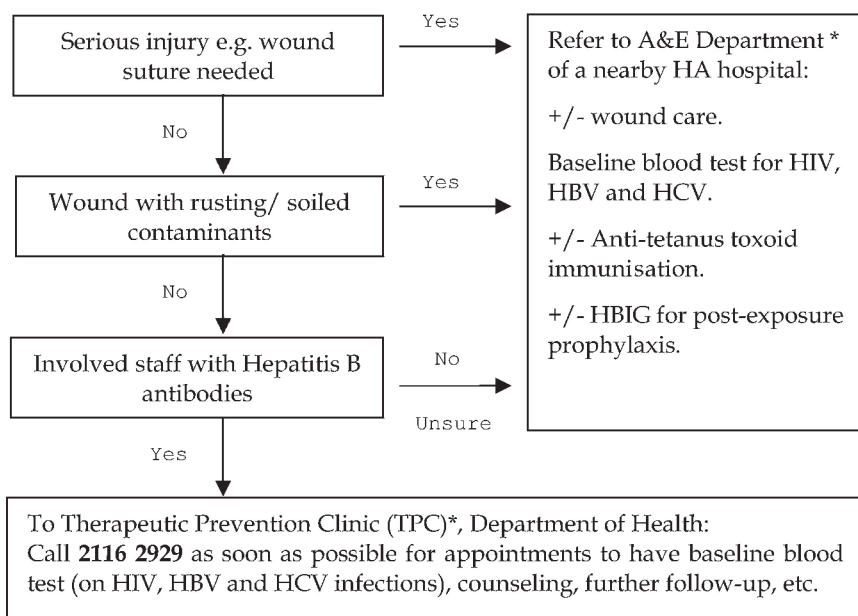 Serious injury e.g. wound
suture needed
Yes
Refer to A&E Department *
of a nearby HA hospital:
+/- wound care.
Baseline blood test for HIV,
HBV and HCV.
+/- Anti-tetanus toxoid
immunisation.
+/- HBIG for post-exposure
prophylaxis.
No
Wound with rusting/ soiled
contaminants
Yes
No
Involved staff with Hepatitis B
antibodies
No
Unsure
Yes
To Therapeutic Prevention Clinic (TPC)*, Department of Health:
Call 2116 2929 as soon as possible for appointments to have baseline blood
test (on HIV, HBV and HCV infections), counseling, further follow-up, etc.